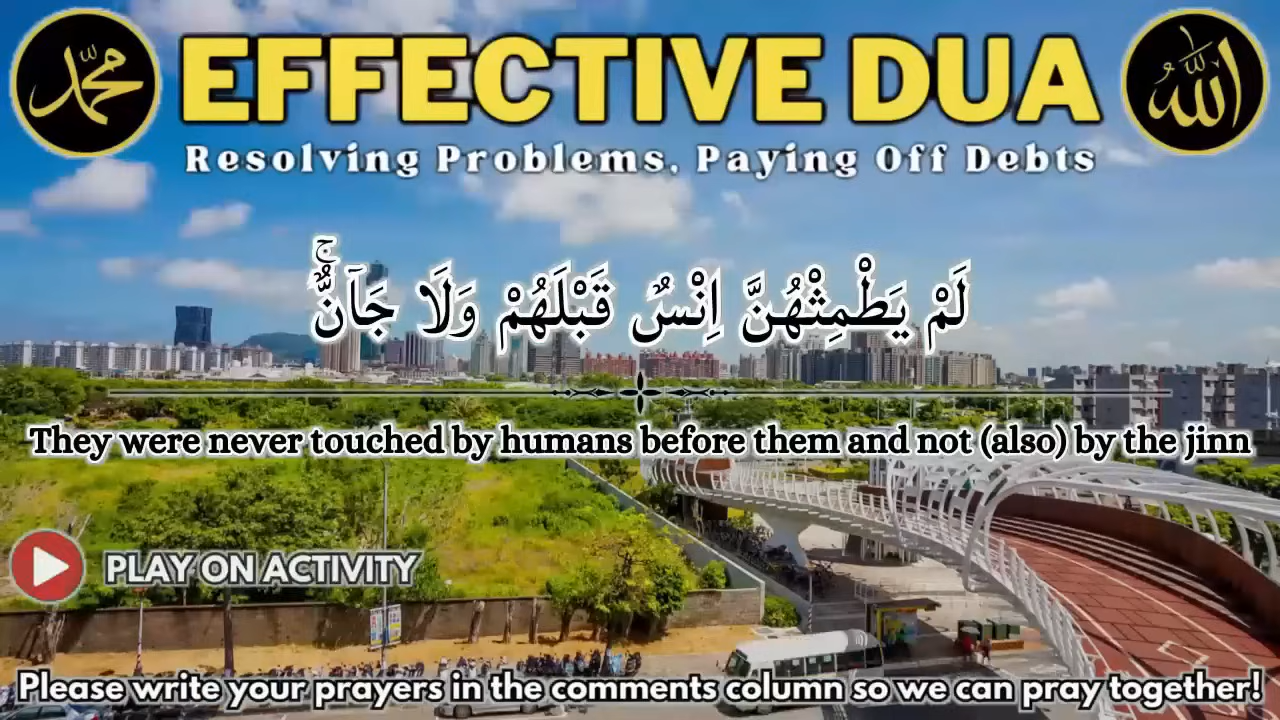 محمد
EFFECTIVE DUA
الله
Resolving Problems, Paying Off Debts
لَمْ يَطْمِثْهُنَّ اِنْسٌ قَبْلَهُمْ وَلَا جَاۤنٌّۚ
They were never touched by humans before them and not (also) by the jinn
PLAY ON ACTIVITY
Please write your prayers in the comments column so we can pray together!